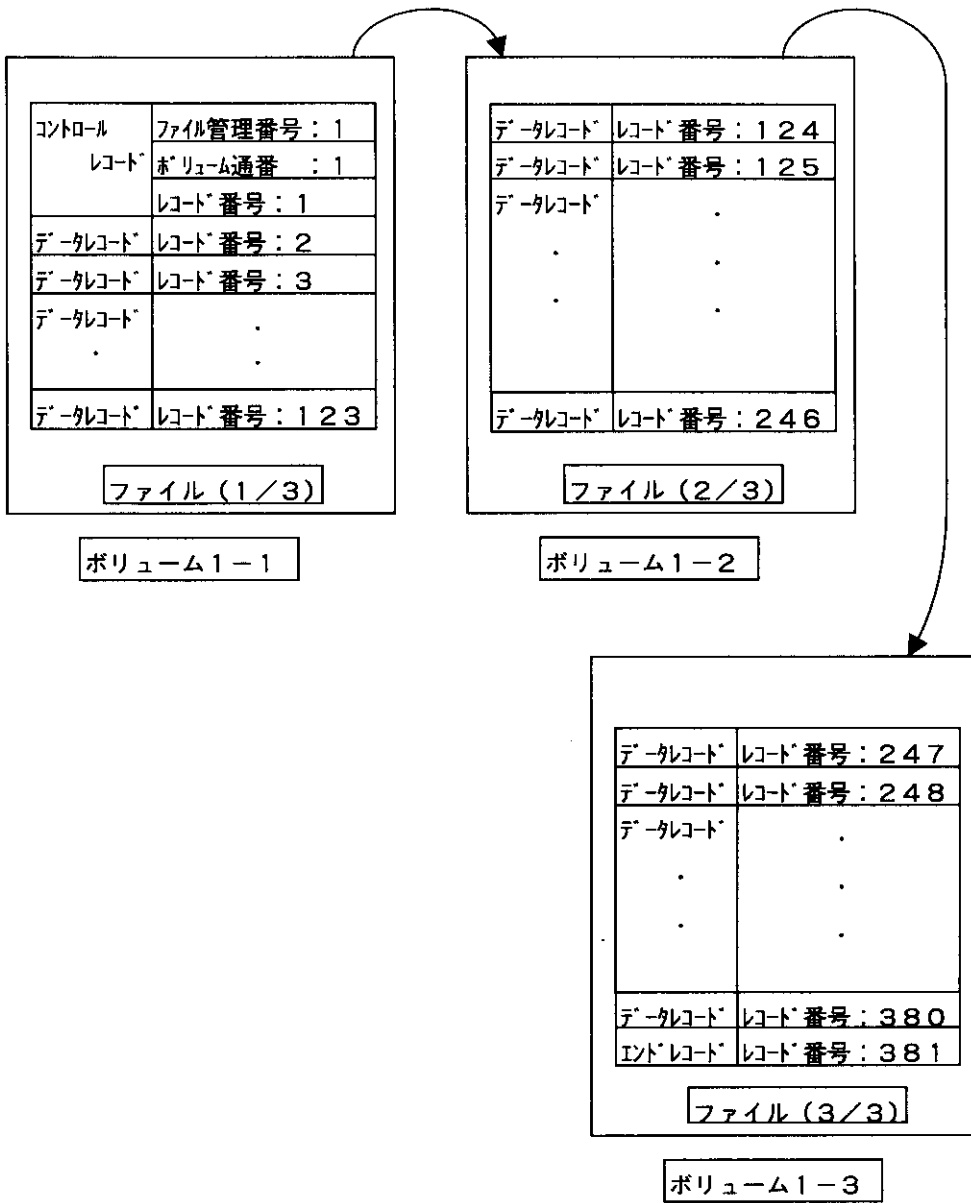 コントロール
レコード
ファイル管理番号：1
ボリューム通番　：1
レコード番号：1
データレコード レコード番号：2
データレコード レコード番号：3
データレコード ・
・ ・
データレコード レコード番号：123
ファイル（1／3）
ボリューム1－1
データレコード レコード番号：124
データレコード レコード番号：125
データレコード ・
・ ・
・ ・
データレコード レコード番号：246
ファイル（2／3）
ボリューム1－2
データレコード レコード番号：247
データレコード レコード番号：248
データレコード ・
・ ・
・ ・
データレコード レコード番号：380
エンドレコード レコード番号：381
ファイル（3／3）
ボリューム1－3